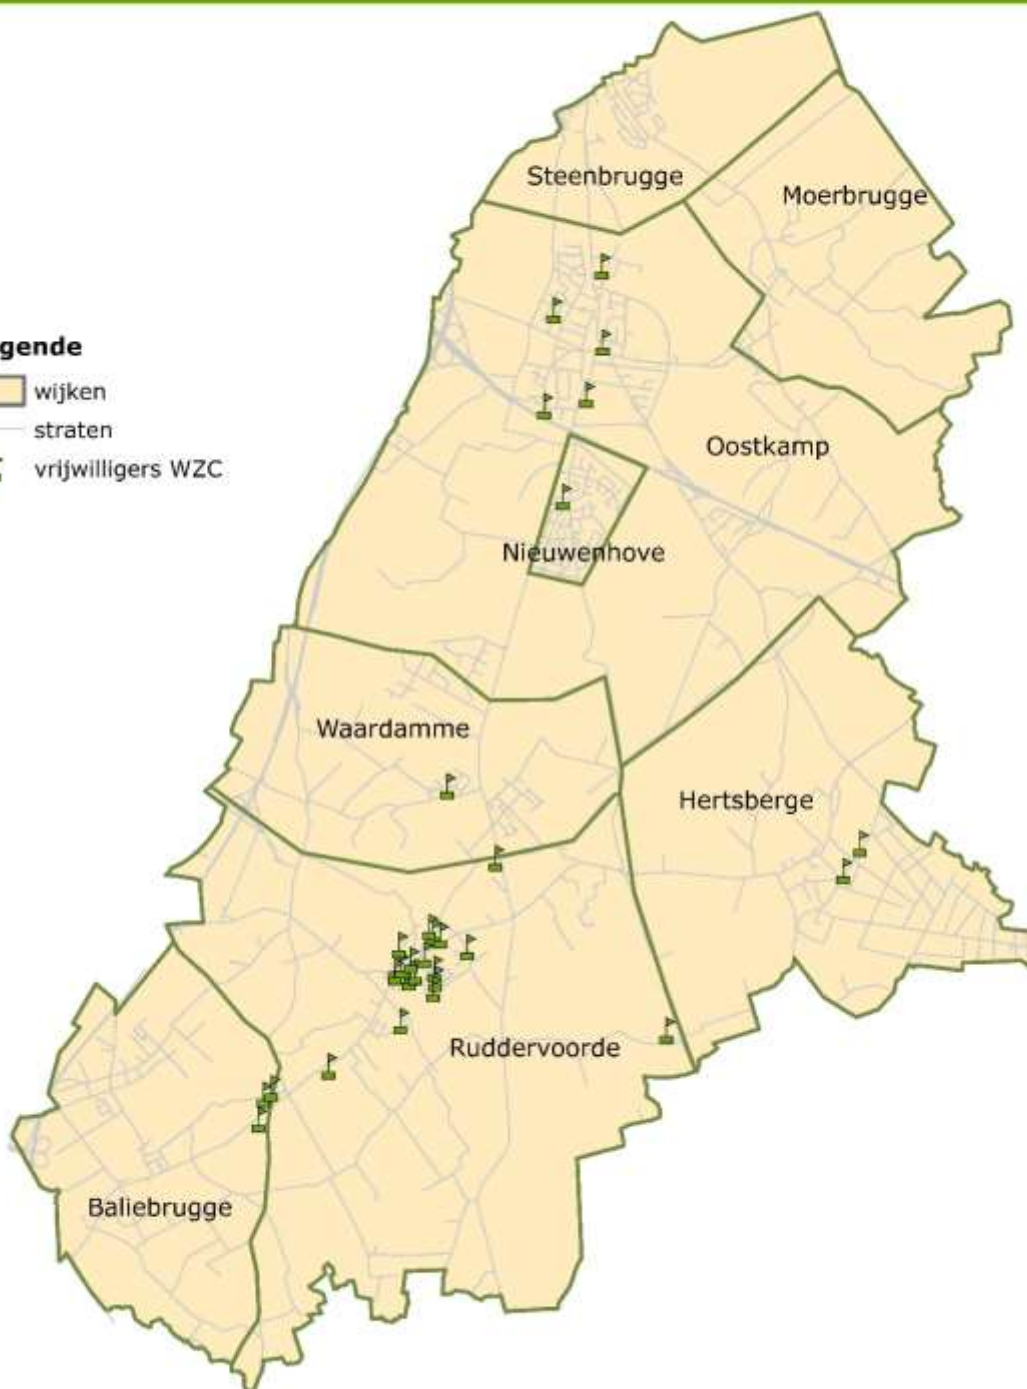 Steenbrugge
Moerbrugge
gende
wijken
straten
vrijwilligers WZC
Oostkamp
Nieuwenhove
Waardamme
Hertsberge
Ruddervoorde
Baliebrugge